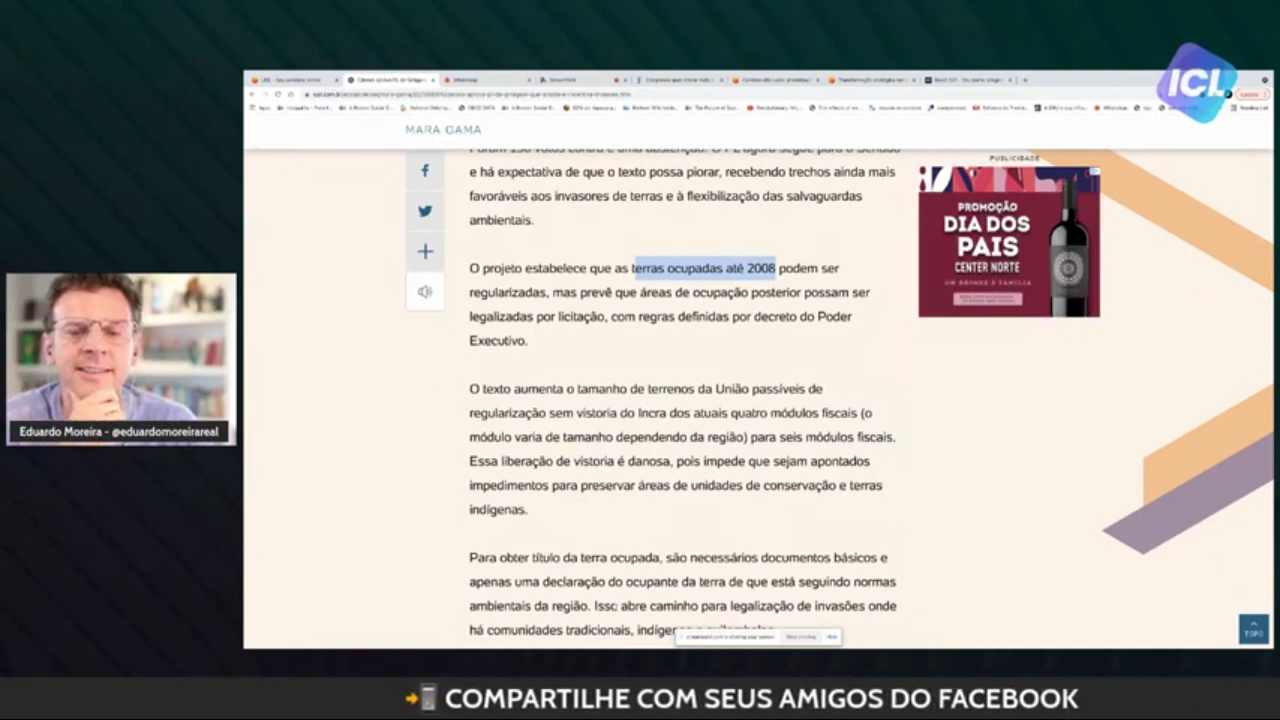 ICL
MARA GAMA
e há expectativa de que o texto possa piorar, recebendo trechos ainda mais
favoráveis aos invasores de terras e à flexibilização das salvaguardas
ambientais.
O projeto estabelece que as terras ocupadas até 2008 podem ser
regularizadas, mas prevê que áreas de ocupação posterior possam ser
legalizadas por licitação, com regras definidas por decreto do Poder
Executivo.
O texto aumenta o tamanho de terrenos da União passíveis de
regularização sem vistoria do Incra dos atuais quatro módulos fiscais (o
módulo varia de tamanho dependendo da região) para seis módulos fiscais.
Essa liberação de vistoria é danosa, pois impede que sejam apontados
impedimentos para preservar áreas de unidades de conservação e terras
indígenas.
Para obter título da terra ocupada, são necessários documentos básicos e
apenas uma declaração do ocupante da terra de que está seguindo normas
ambientais da região. Isso abre caminho para legalização de invasões onde
há comunidades tradicionais,
PUBLICIDADE
PROMOÇÃO
DIA DOS
PAIS
CENTER NORTE
UM BRINDE À FAMÍLIA
TOPO
Stop sharing
Hide
Eduardo Moreira - @eduardomoreirareal
COMPARTILHE COM SEUS AMIGOS DO FACEBOOK